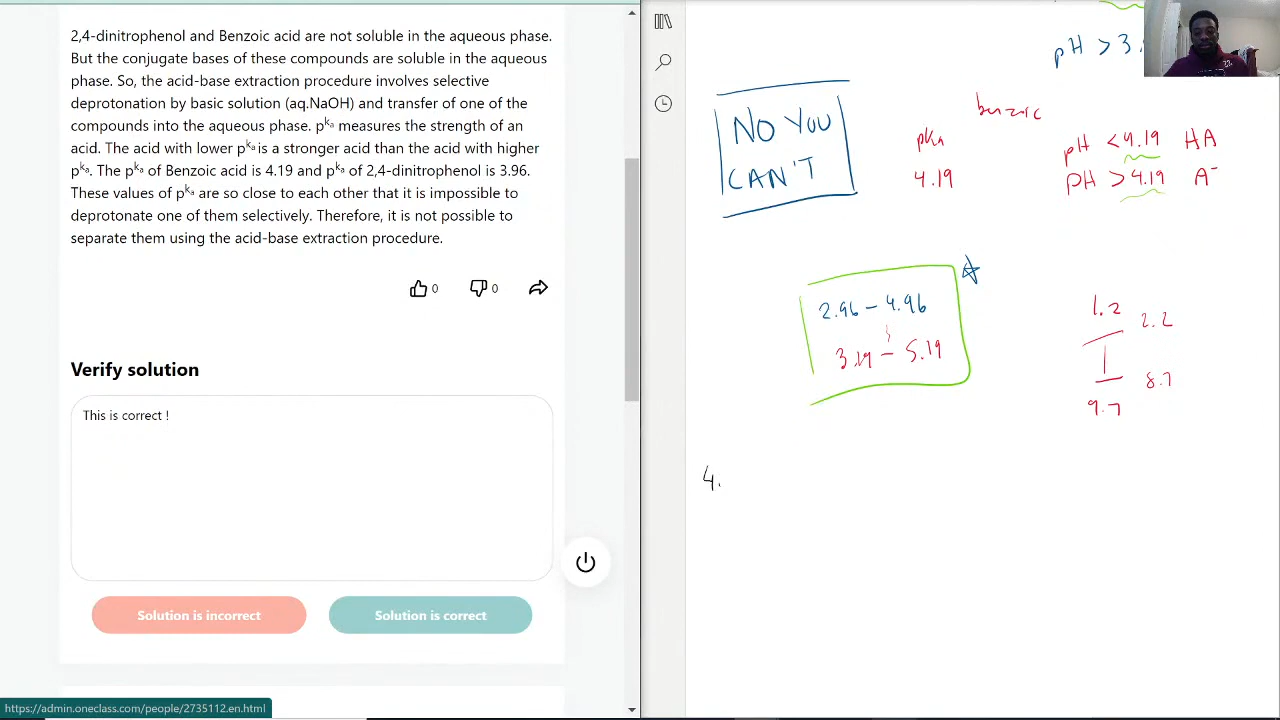 2,4-dinitrophenol and Benzoic acid are not soluble in the aqueous phase.
But the conjugate bases of these compounds are soluble in the aqueous
phase. So, the acid-base extraction procedure involves selective
deprotonation by basic solution (aq.NaOH) and transfer of one of the
compounds into the aqueous phase. pka measures the strength of an
acid. The acid with lower pka is a stronger acid than the acid with higher
pka. The pka of Benzoic acid is 4.19 and pka of 2,4-dinitrophenol is 3.96.
These values of pka are so close to each other that it is impossible to
deprotonate one of them selectively. Therefore, it is not possible to
separate them using the acid-base extraction procedure.
0
0
Verify solution
This is correct !
Solution is incorrect
Solution is correct
https://admin.oneclass.com/people/2735112.en.html
pH > 3.
NO YOU
CAN'T
benzoic
pKa
4.19
pH < 4.19 HA
PH > 4.19 A-
2.96 - 4.96
3.19 - 5.19
1.2
2.2
8.7
9.7
4.